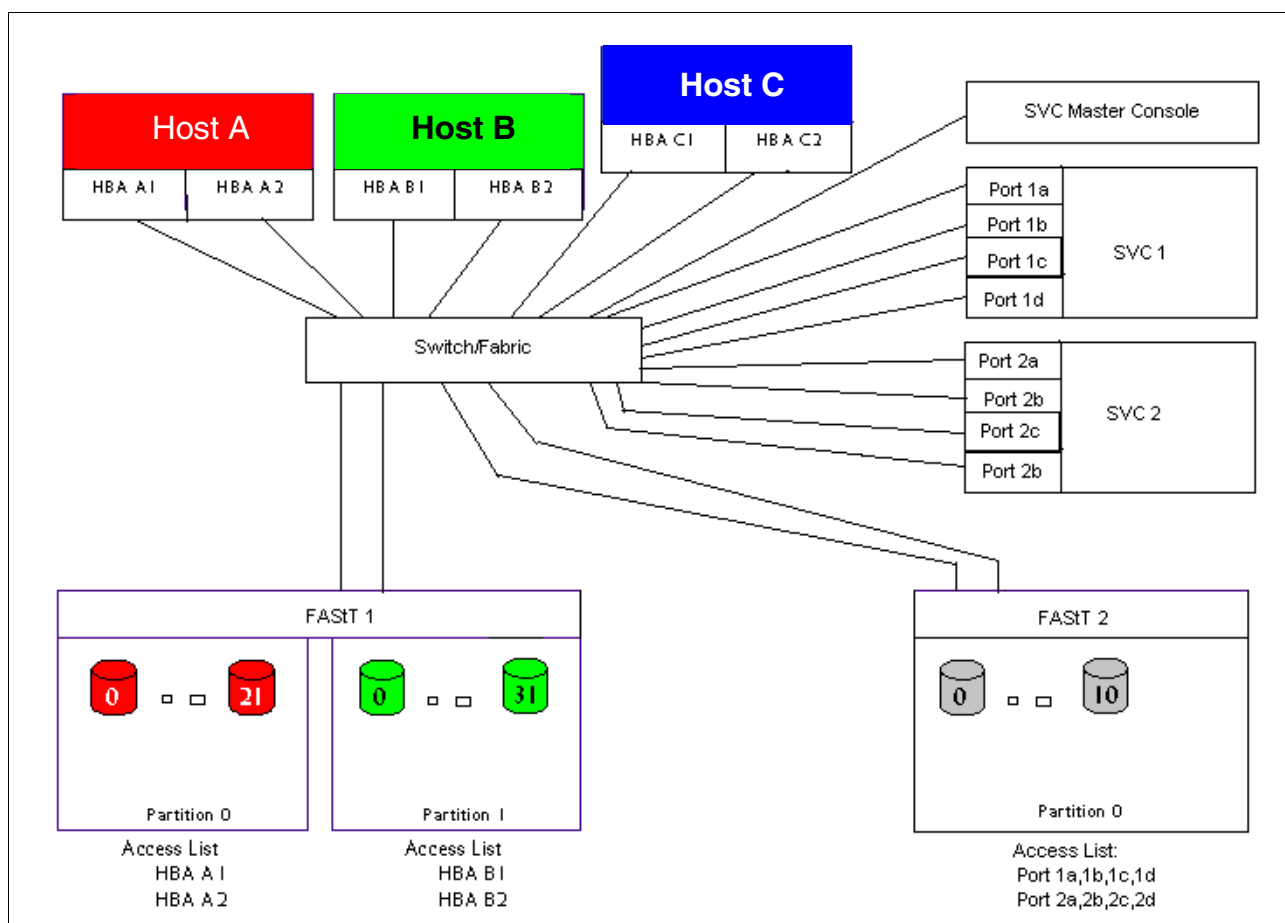 Host A
HBA A1
HBA A2
Host B
HBA B1
HBA B2
Host C
HBA C1
HBA C2
SVC Master Console
Port 1a
Port 1b
Port 1c
Port 1d
SVC 1
Switch/Fabric
Port 2a
Port 2b
Port 2c
Port 2b
SVC 2
FAStT 1
0
21
Partition 0
0
31
Partition 1
FAStT 2
0
10
Partition 0
Access List
HBA A1
HBA A2
Access List
HBA B1
HBA B2
Access List:
Port 1a,1b,1c,1d
Port 2a,2b,2c,2d